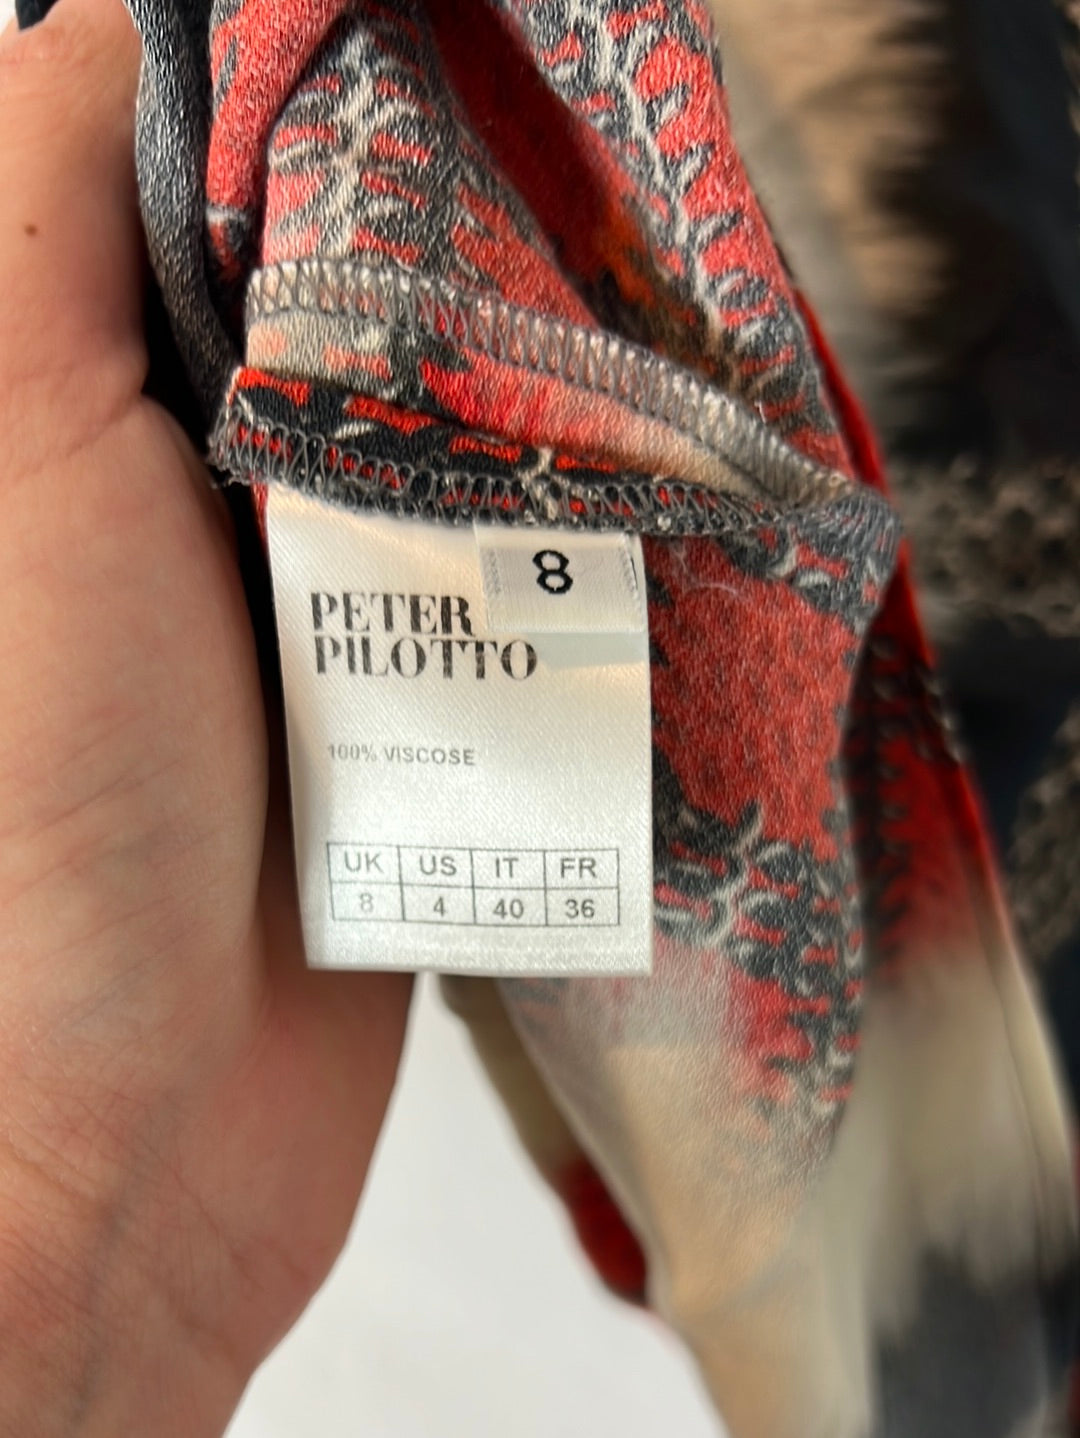 8
PETER
PILOTTO
100% VISCOSE
UK US IT FR
8 4 40 36